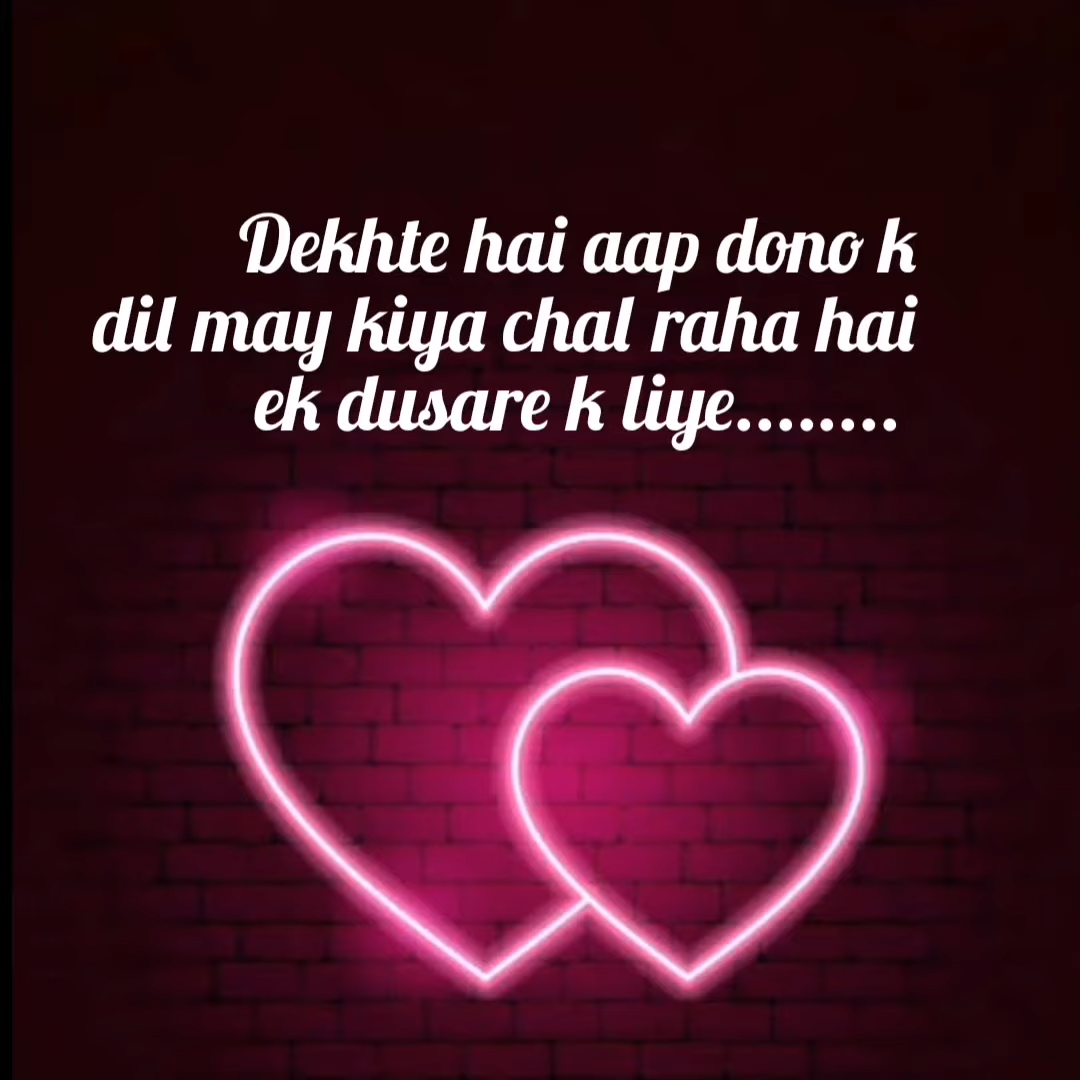 Dekhte hai aap dono k
dil may kiya chal raha hai
ek dusare k liye........